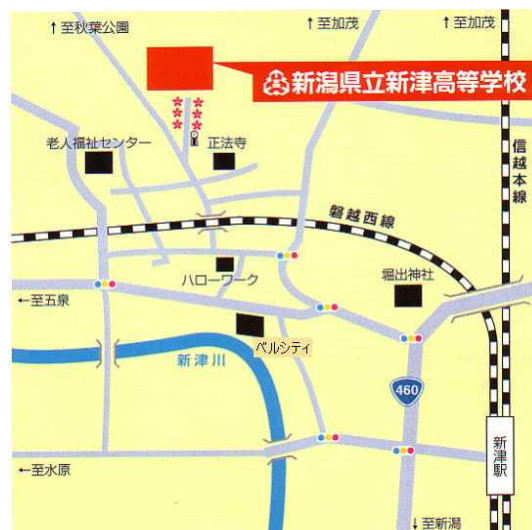 ↑至秋葉公園
↑至加茂
↑至加茂
新潟県立新津高等学校
老人福祉センター
正法寺
信越本線
磐越西線
ハローワーク
堀出神社
←至五泉
ベルシティ
新津川
460
新津駅
←至水原
↓至新潟